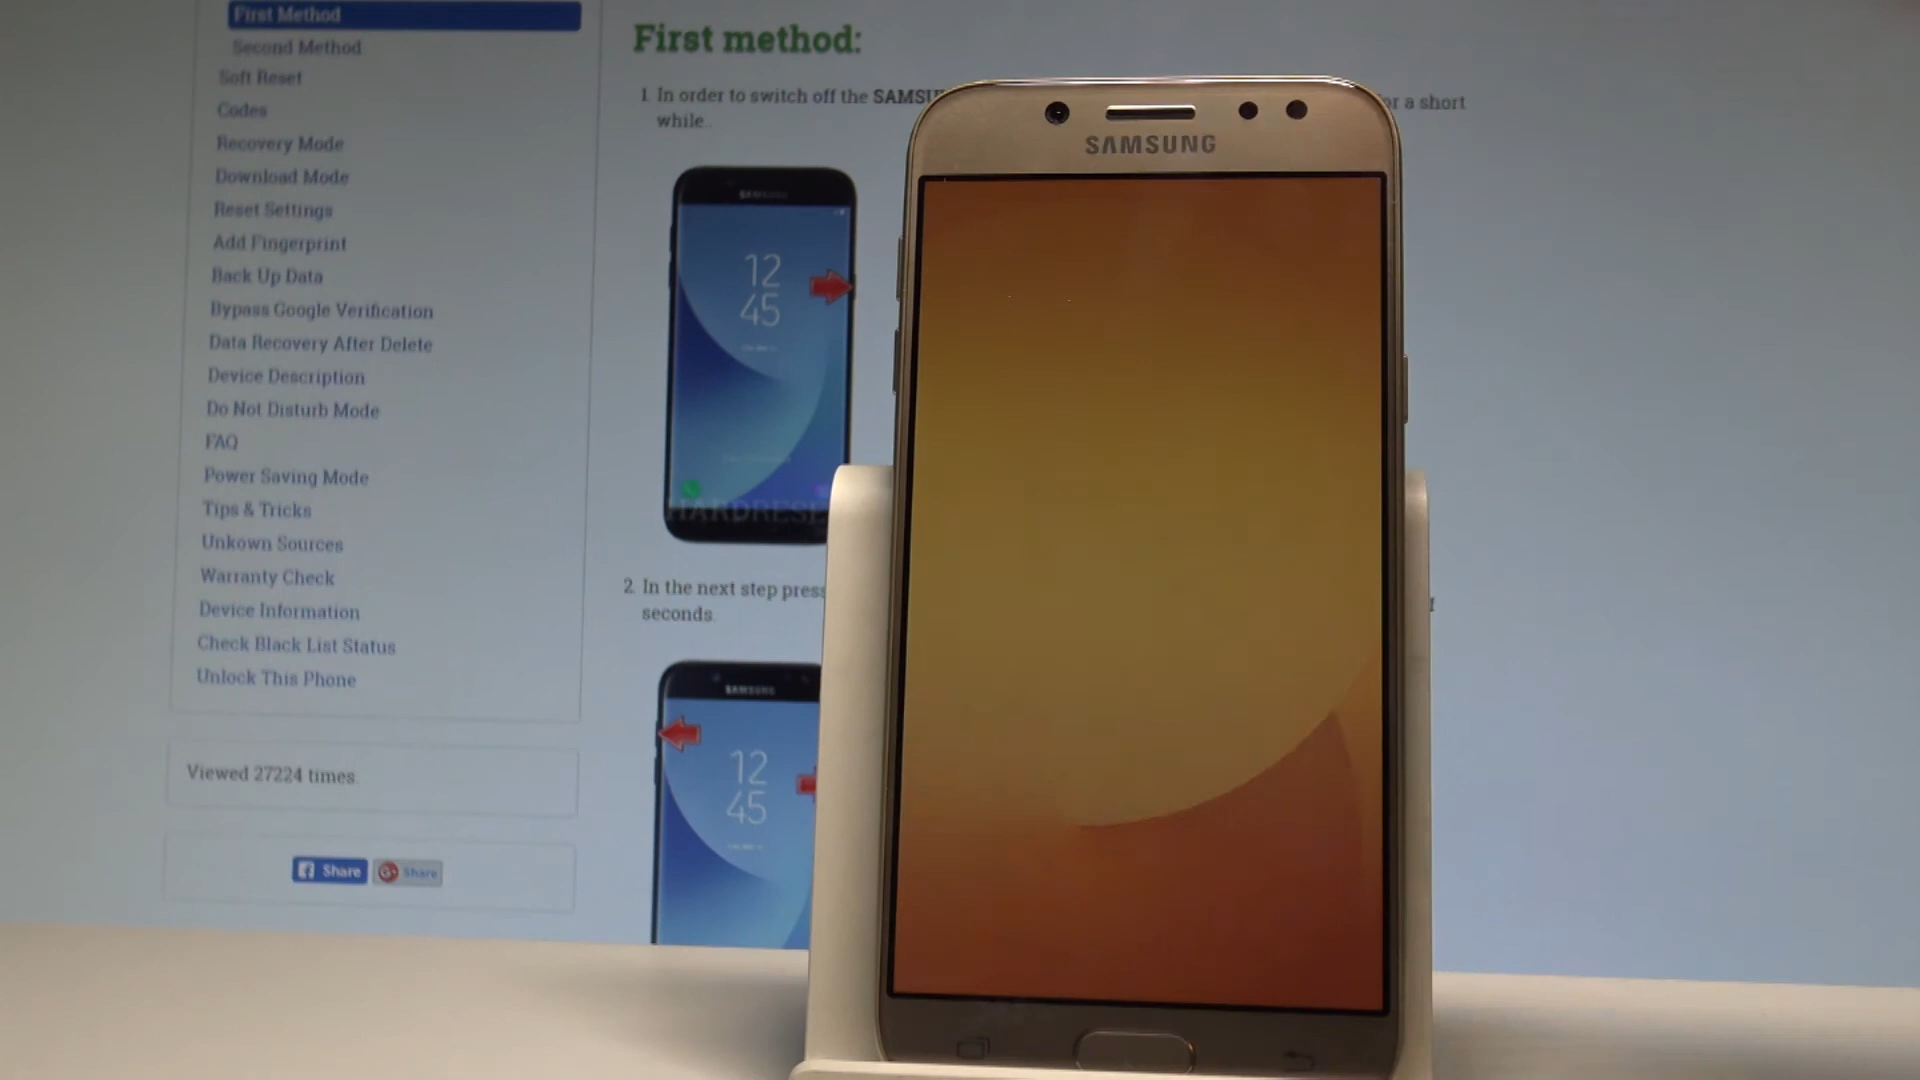 First Method
Second Method
Soft Reset
Codes
Recovery Mode
Download Mode
Reset Settings
Add Fingerprint
Back Up Data
Bypass Google Verification
Data Recovery After Delete
Device Description
Do Not Disturb Mode
FAQ
Power Saving Mode
Tips & Tricks
Unkown Sources
Warranty Check
Device Information
Check Black List Status
Unlock This Phone
Viewed 27224 times.
Share
Share
First method:
1. In order to switch off the SAMSU or a short
while.
SAMSUNG
12
45
HARDRESE
2. In the next step press
seconds.
SAMSUNG
12
45
SAMSUNG